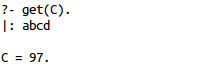 ?- get(C).
|: abcd
C = 97.